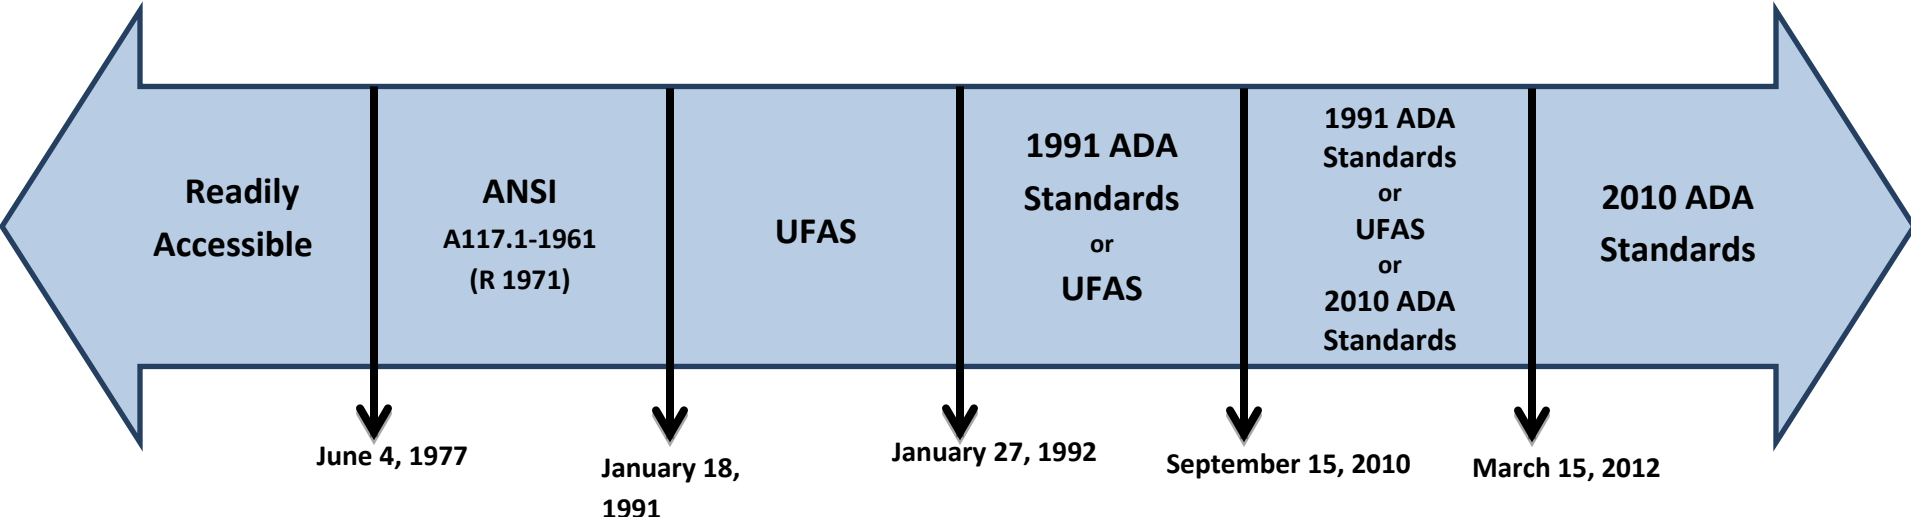 Readily
Accessible
ANSI
A117.1-1961
(R 1971)
UFAS
1991 ADA
Standards
or
UFAS
1991 ADA
Standards
or
UFAS
or
2010 ADA
Standards
2010 ADA
Standards
June 4, 1977
January 18,
1991
January 27, 1992
September 15, 2010
March 15, 2012